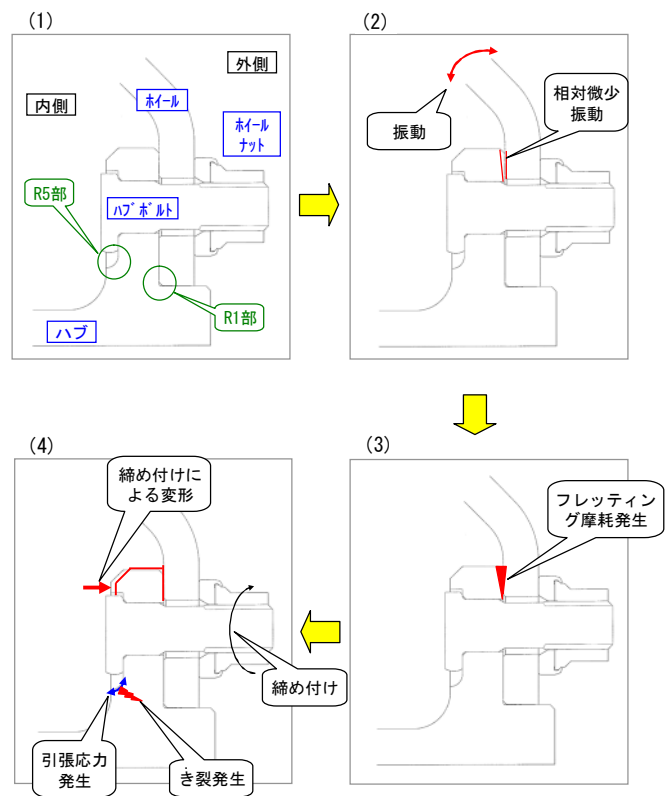 (1)
外側
内側
ﾎｲｰﾙ
ﾎｲｰﾙ
ﾅｯﾄ
R5部
ﾊﾌﾞﾎﾞﾙﾄ
R1部
ハブ
(2)
振動
相対微少
振動
(3)
フレッティン
グ摩耗発生
(4)
締め付けに
よる変形
締め付け
引張応力
発生
き裂発生